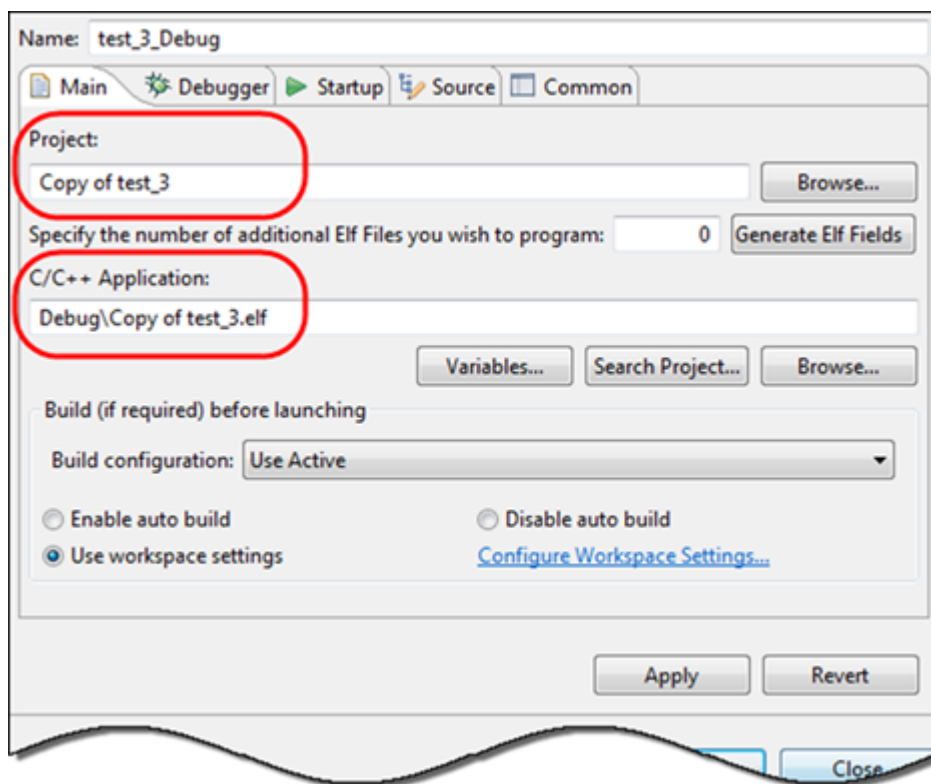 Name: test_3_Debug
Main Debugger Startup Source Common
Project:
Copy of test_3 Browse...
Specify the number of additional Elf Files you wish to program: 0 Generate Elf Fields
C/C++ Application:
Debug\Copy of test_3.elf
Variables... Search Project... Browse...
Build (if required) before launching
Build configuration: Use Active
Enable auto build Disable auto build
Use workspace settings Configure Workspace Settings...
Apply Revert
Close